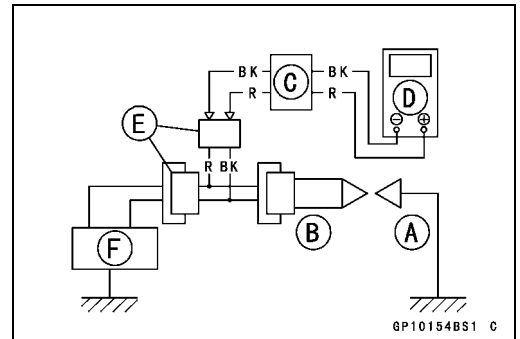 BK C BK
R R
D
⊖ ⊕
E
R BK
F B A
GP10154BS1 C